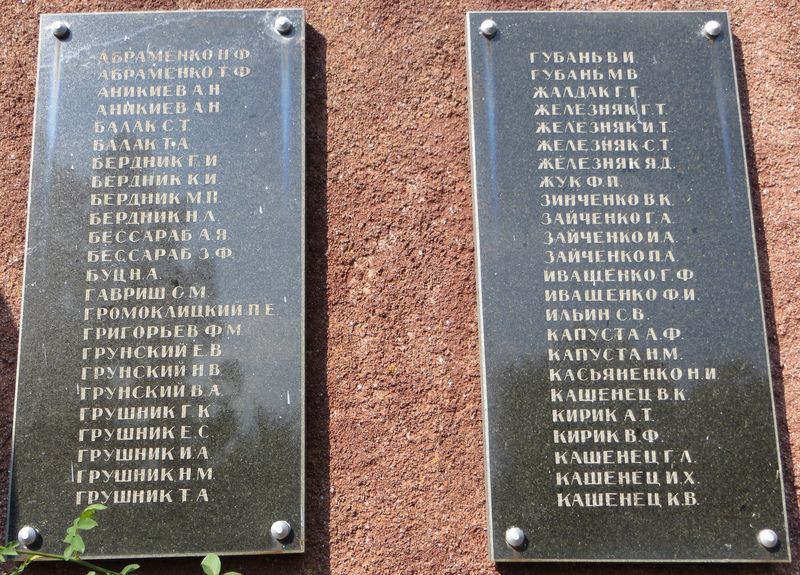 АБРАМЕНКО Н.Ф.
АБРАМЕНКО Т.Ф.
АНИКИЕВ А.Н.
АНИКИЕВ А.Н.
БАЛАК С.Т.
БАЛАК Т.А.
БЕРДНИК Г.И.
БЕРДНИК К.И.
БЕРДНИК М.П.
БЕРДНИК Н.Л.
БЕССАРАБ А.Я.
БЕССАРАБ З.Ф.
БУЦ Н.А.
ГАВРИШ С.М.
ГРОМОКЛИЦКИЙ П.Е.
ГРИГОРЬЕВ Ф.М.
ГРУНСКИЙ Е.В.
ГРУНСКИЙ Н.В.
ГРУНСКИЙ В.А.
ГРУШНИК Г.К.
ГРУШНИК Е.С.
ГРУШНИК И.А.
ГРУШНИК Н.М.
ГРУШНИК Т.А.
ГУБАНЬ В.И.
ГУБАНЬ М.В.
ЖАЛДАК Г.Г.
ЖЕЛЕЗНЯК Г.Т.
ЖЕЛЕЗНЯК И.Т.
ЖЕЛЕЗНЯК С.Т.
ЖЕЛЕЗНЯК Я.Д.
ЖУК Ф.П.
ЗИНЧЕНКО В.К.
ЗАЙЧЕНКО Г.А.
ЗАЙЧЕНКО И.А.
ЗАЙЧЕНКО П.А.
ИВАЩЕНКО Г.Ф.
ИВАЩЕНКО Ф.И.
ИЛЬИН С.В.
КАПУСТА А.Ф.
КАПУСТА Н.М.
КАСЬЯНЕНКО Н.И.
КАЩЕНЕЦ В.К.
КИРИК А.Т.
КИРИК В.Ф.
КАШЕНЕЦ Г.Л.
КАШЕНЕЦ И.Х.
КАШЕНЕЦ К.В.